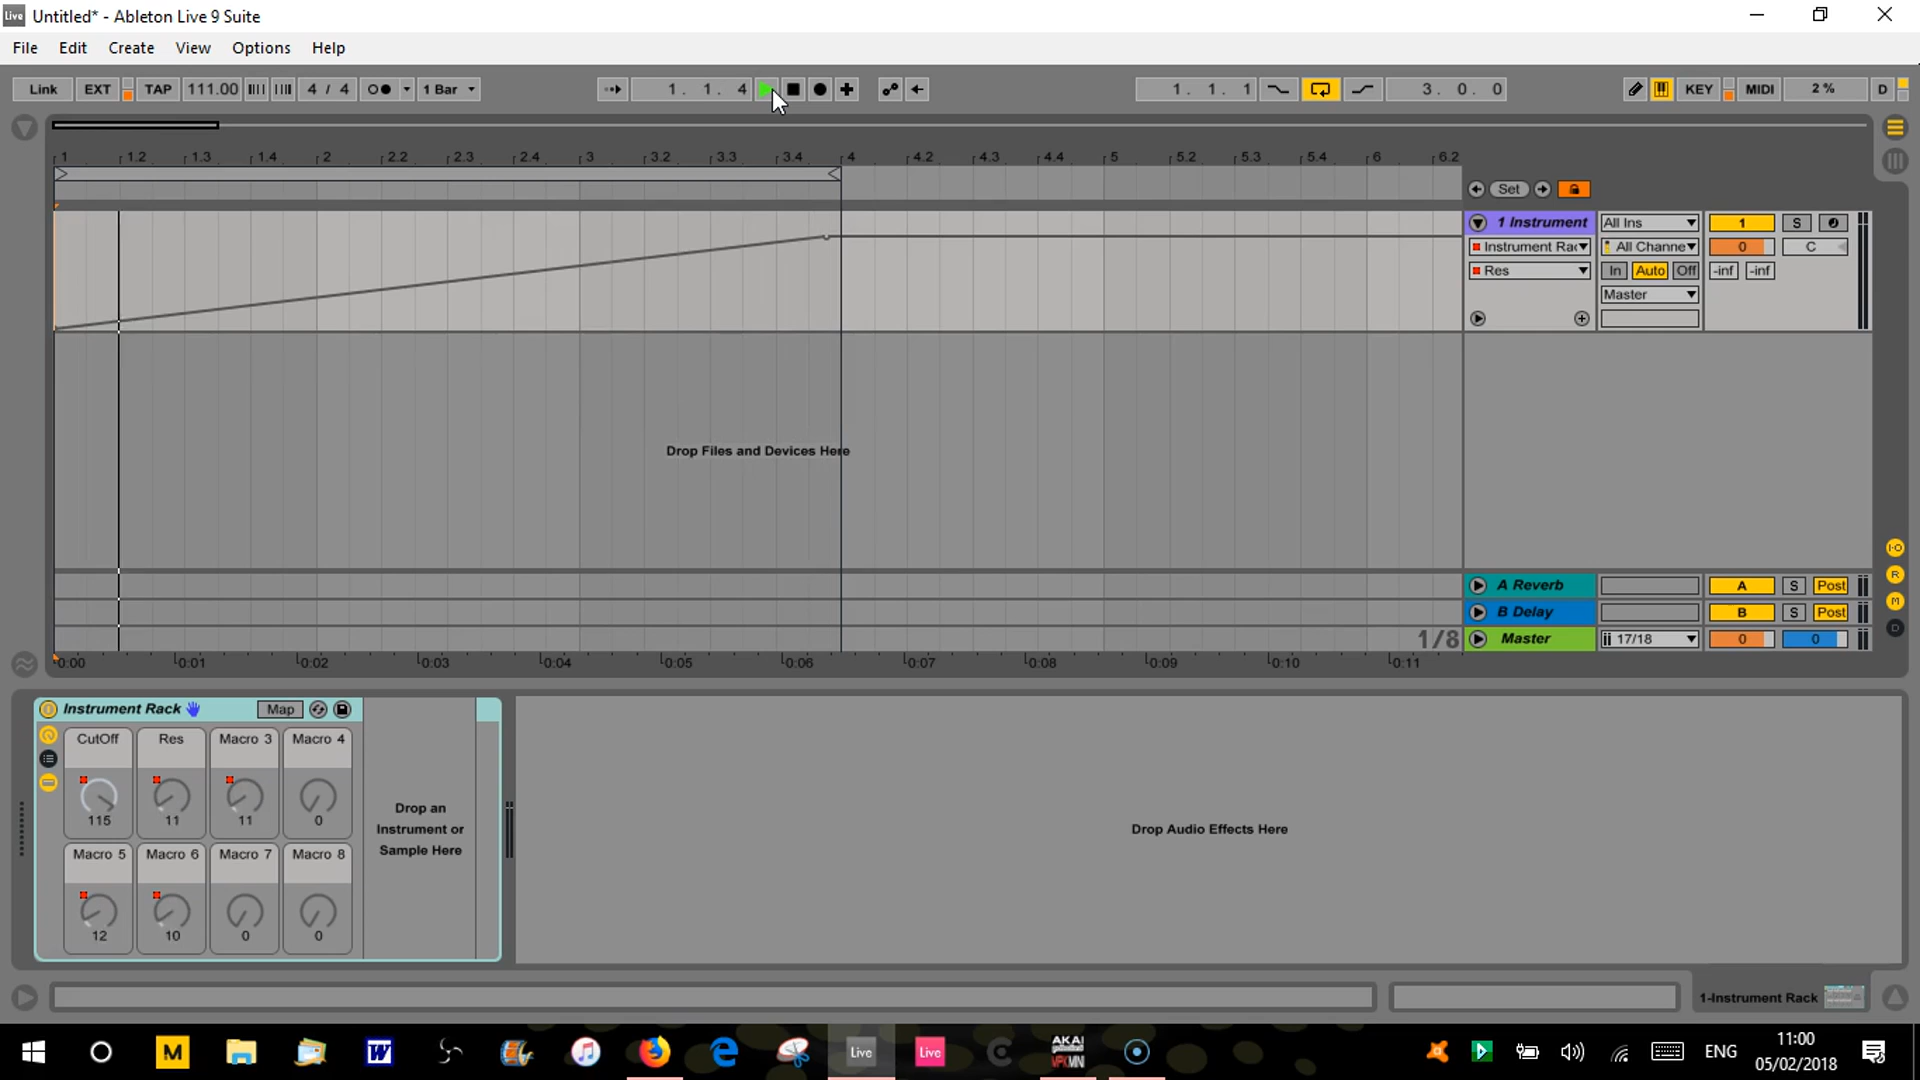 Live Untitled* - Ableton Live 9 Suite
File Edit Create View Options Help
Link EXT TAP 111.00 4 / 4 1 Bar 1. 1. 4 1. 1. 1 3. 0. 0 KEY MIDI 2 % D
1 1.2 1.3 1.4 2 2.2 2.3 2.4 3 3.2 3.3 3.4 4 4.2 4.3 4.4 5 5.2 5.3 5.4 6 6.2
Set
1 Instrument All Ins 1 S
Instrument Rac All Channe 0 C
Res In Auto Off -inf -inf
Master
Drop Files and Devices Here
A Reverb A S Post
B Delay B S Post
1/8 Master 17/18 0 0
I·O
R
M
D
0:00 0:01 0:02 0:03 0:04 0:05 0:06 0:07 0:08 0:09 0:10 0:11
Instrument Rack Map
CutOff Res Macro 3 Macro 4
115 11 11 0
Macro 5 Macro 6 Macro 7 Macro 8
12 10 0 0
Drop an
Instrument or
Sample Here
Drop Audio Effects Here
1-Instrument Rack
M W Live Live AKAI ENG 11:00
05/02/2018